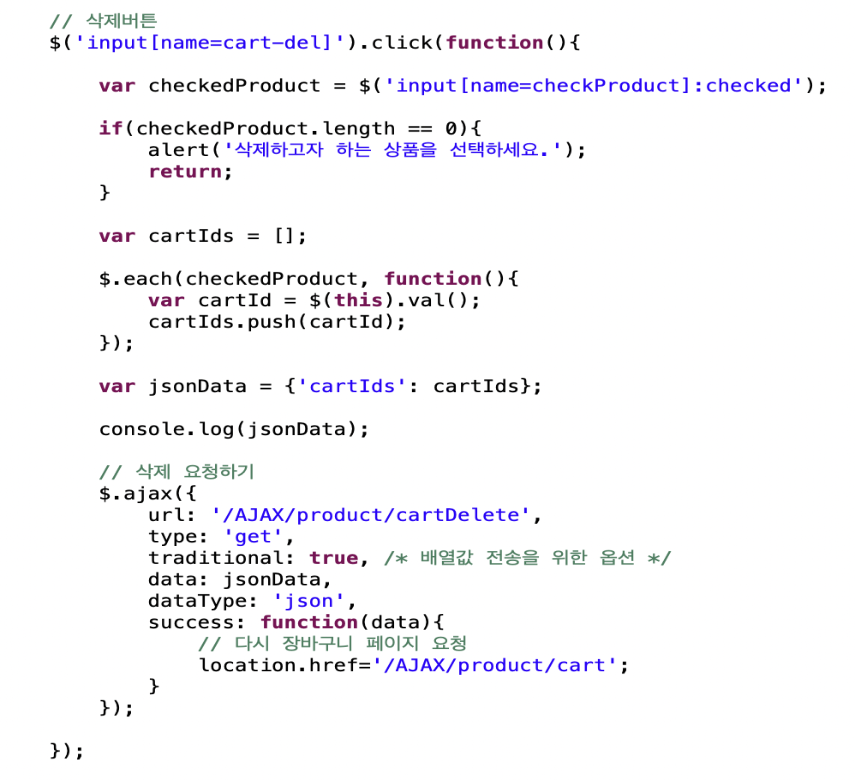 // 삭제버튼
$('input[name=cart-del]').click(function(){
var checkedProduct = $('input[name=checkProduct]:checked');
if(checkedProduct.length == 0){
alert('삭제하고자 하는 상품을 선택하세요.');
return;
}
var cartIds = [];
$.each(checkedProduct, function(){
var cartId = $(this).val();
cartIds.push(cartId);
});
var jsonData = {'cartIds': cartIds};
console.log(jsonData);
// 삭제 요청하기
$.ajax({
url: '/AJAX/product/cartDelete',
type: 'get',
traditional: true, /* 배열값 전송을 위한 옵션 */
data: jsonData,
dataType: 'json',
success: function(data){
// 다시 장바구니 페이지 요청
location.href='/AJAX/product/cart';
}
});
});